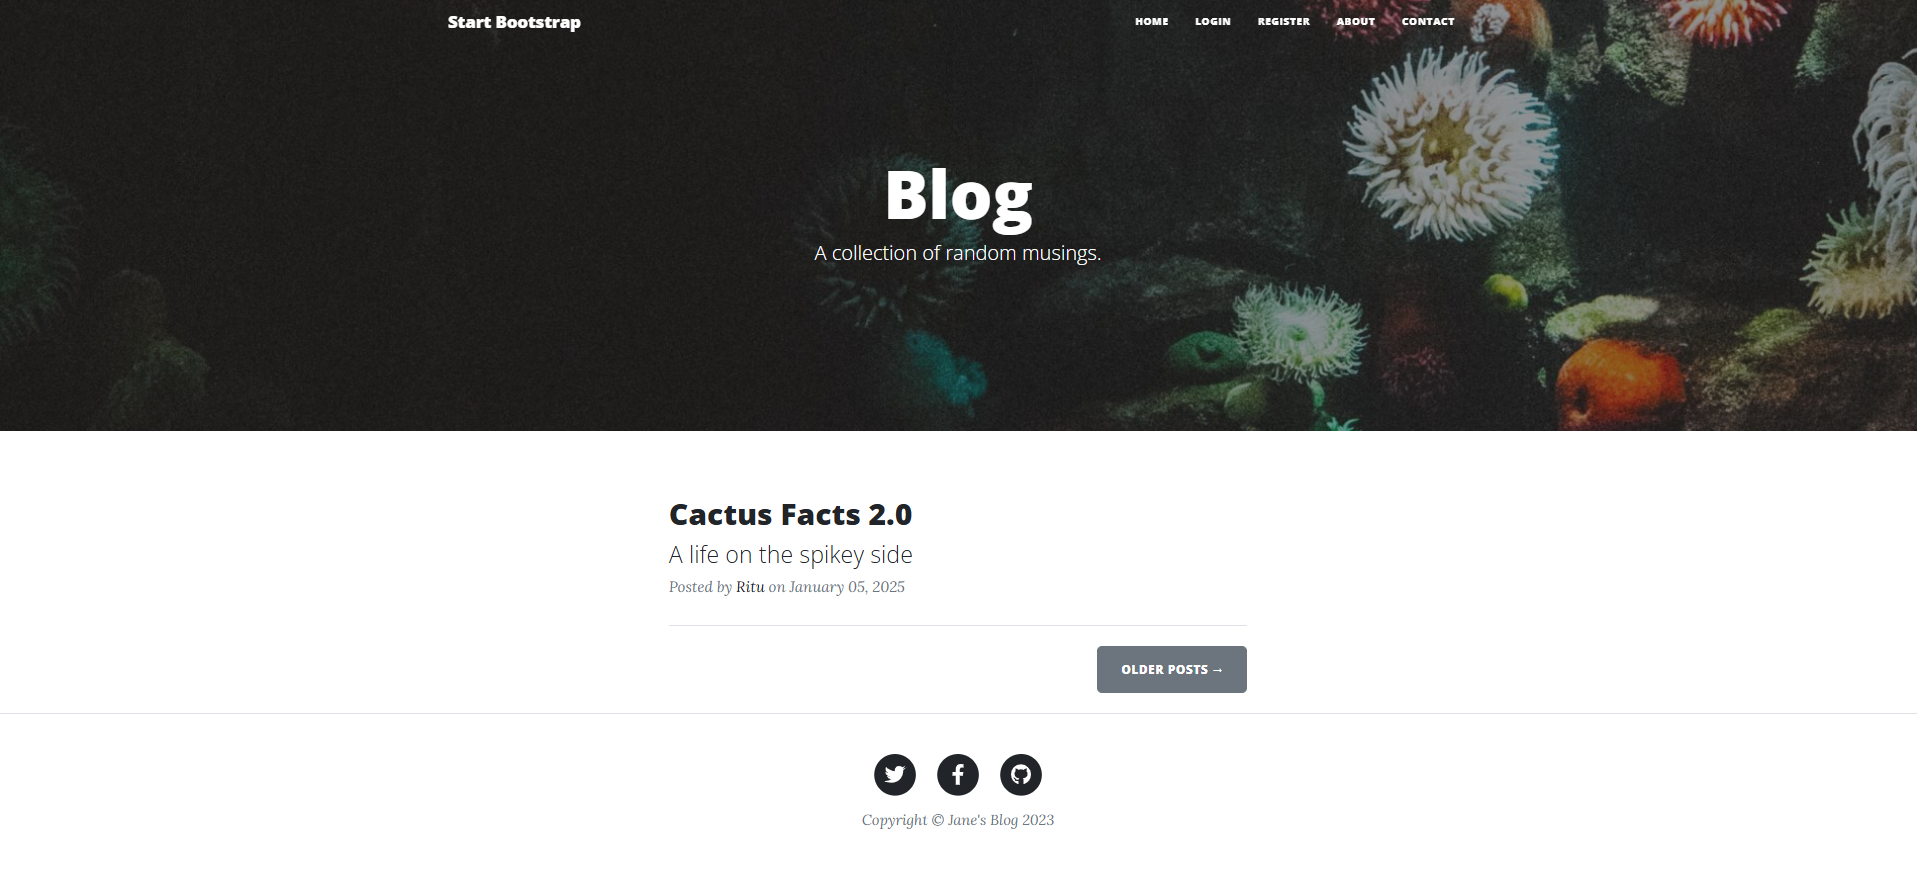 Start Bootstrap
HOME LOGIN REGISTER ABOUT CONTACT
Blog
A collection of random musings.
Cactus Facts 2.0
A life on the spikey side
Posted by Ritu on January 05, 2025
OLDER POSTS →
Copyright © Jane's Blog 2023